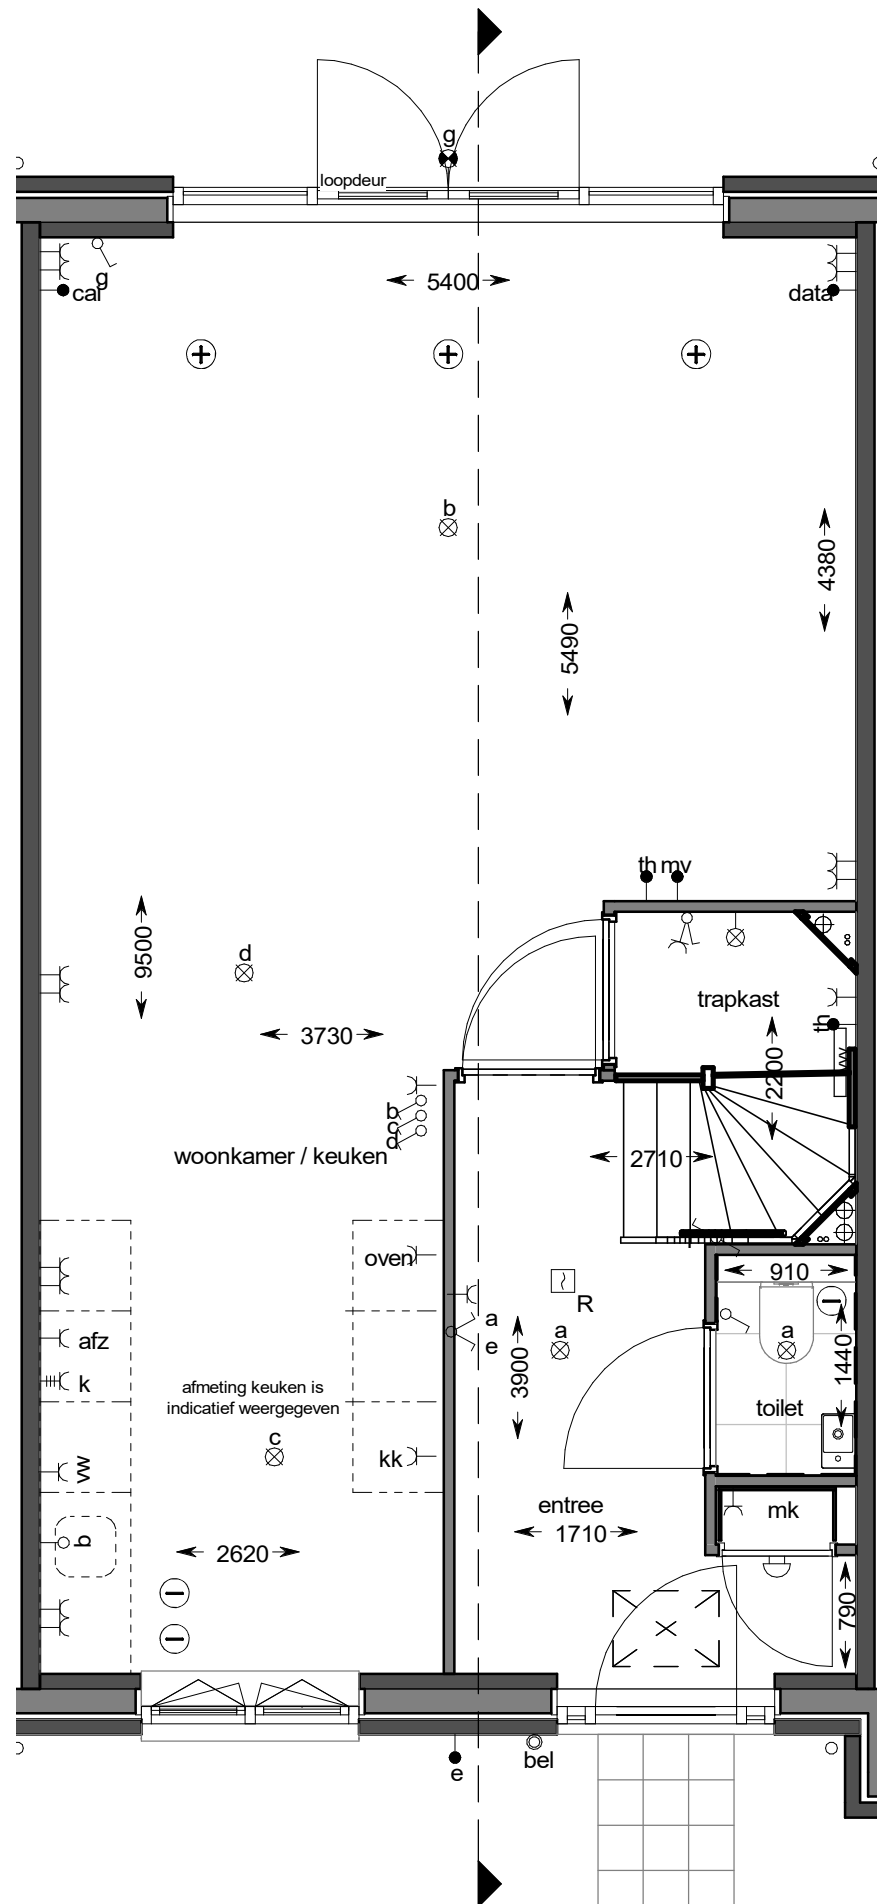 g
loopdeur
g
cai
5400
data
b
4380
5490
th mv
9500
d
trapkast
3730
th
2200
vv
b
c
d
woonkamer / keuken
2710
oven
910
R
a
e
a
a
afz
3900
1440
k
afmeting keuken is
indicatief weergegeven
toilet
c
kk
vw
entree
mk
1710
b
2620
790
e
bel